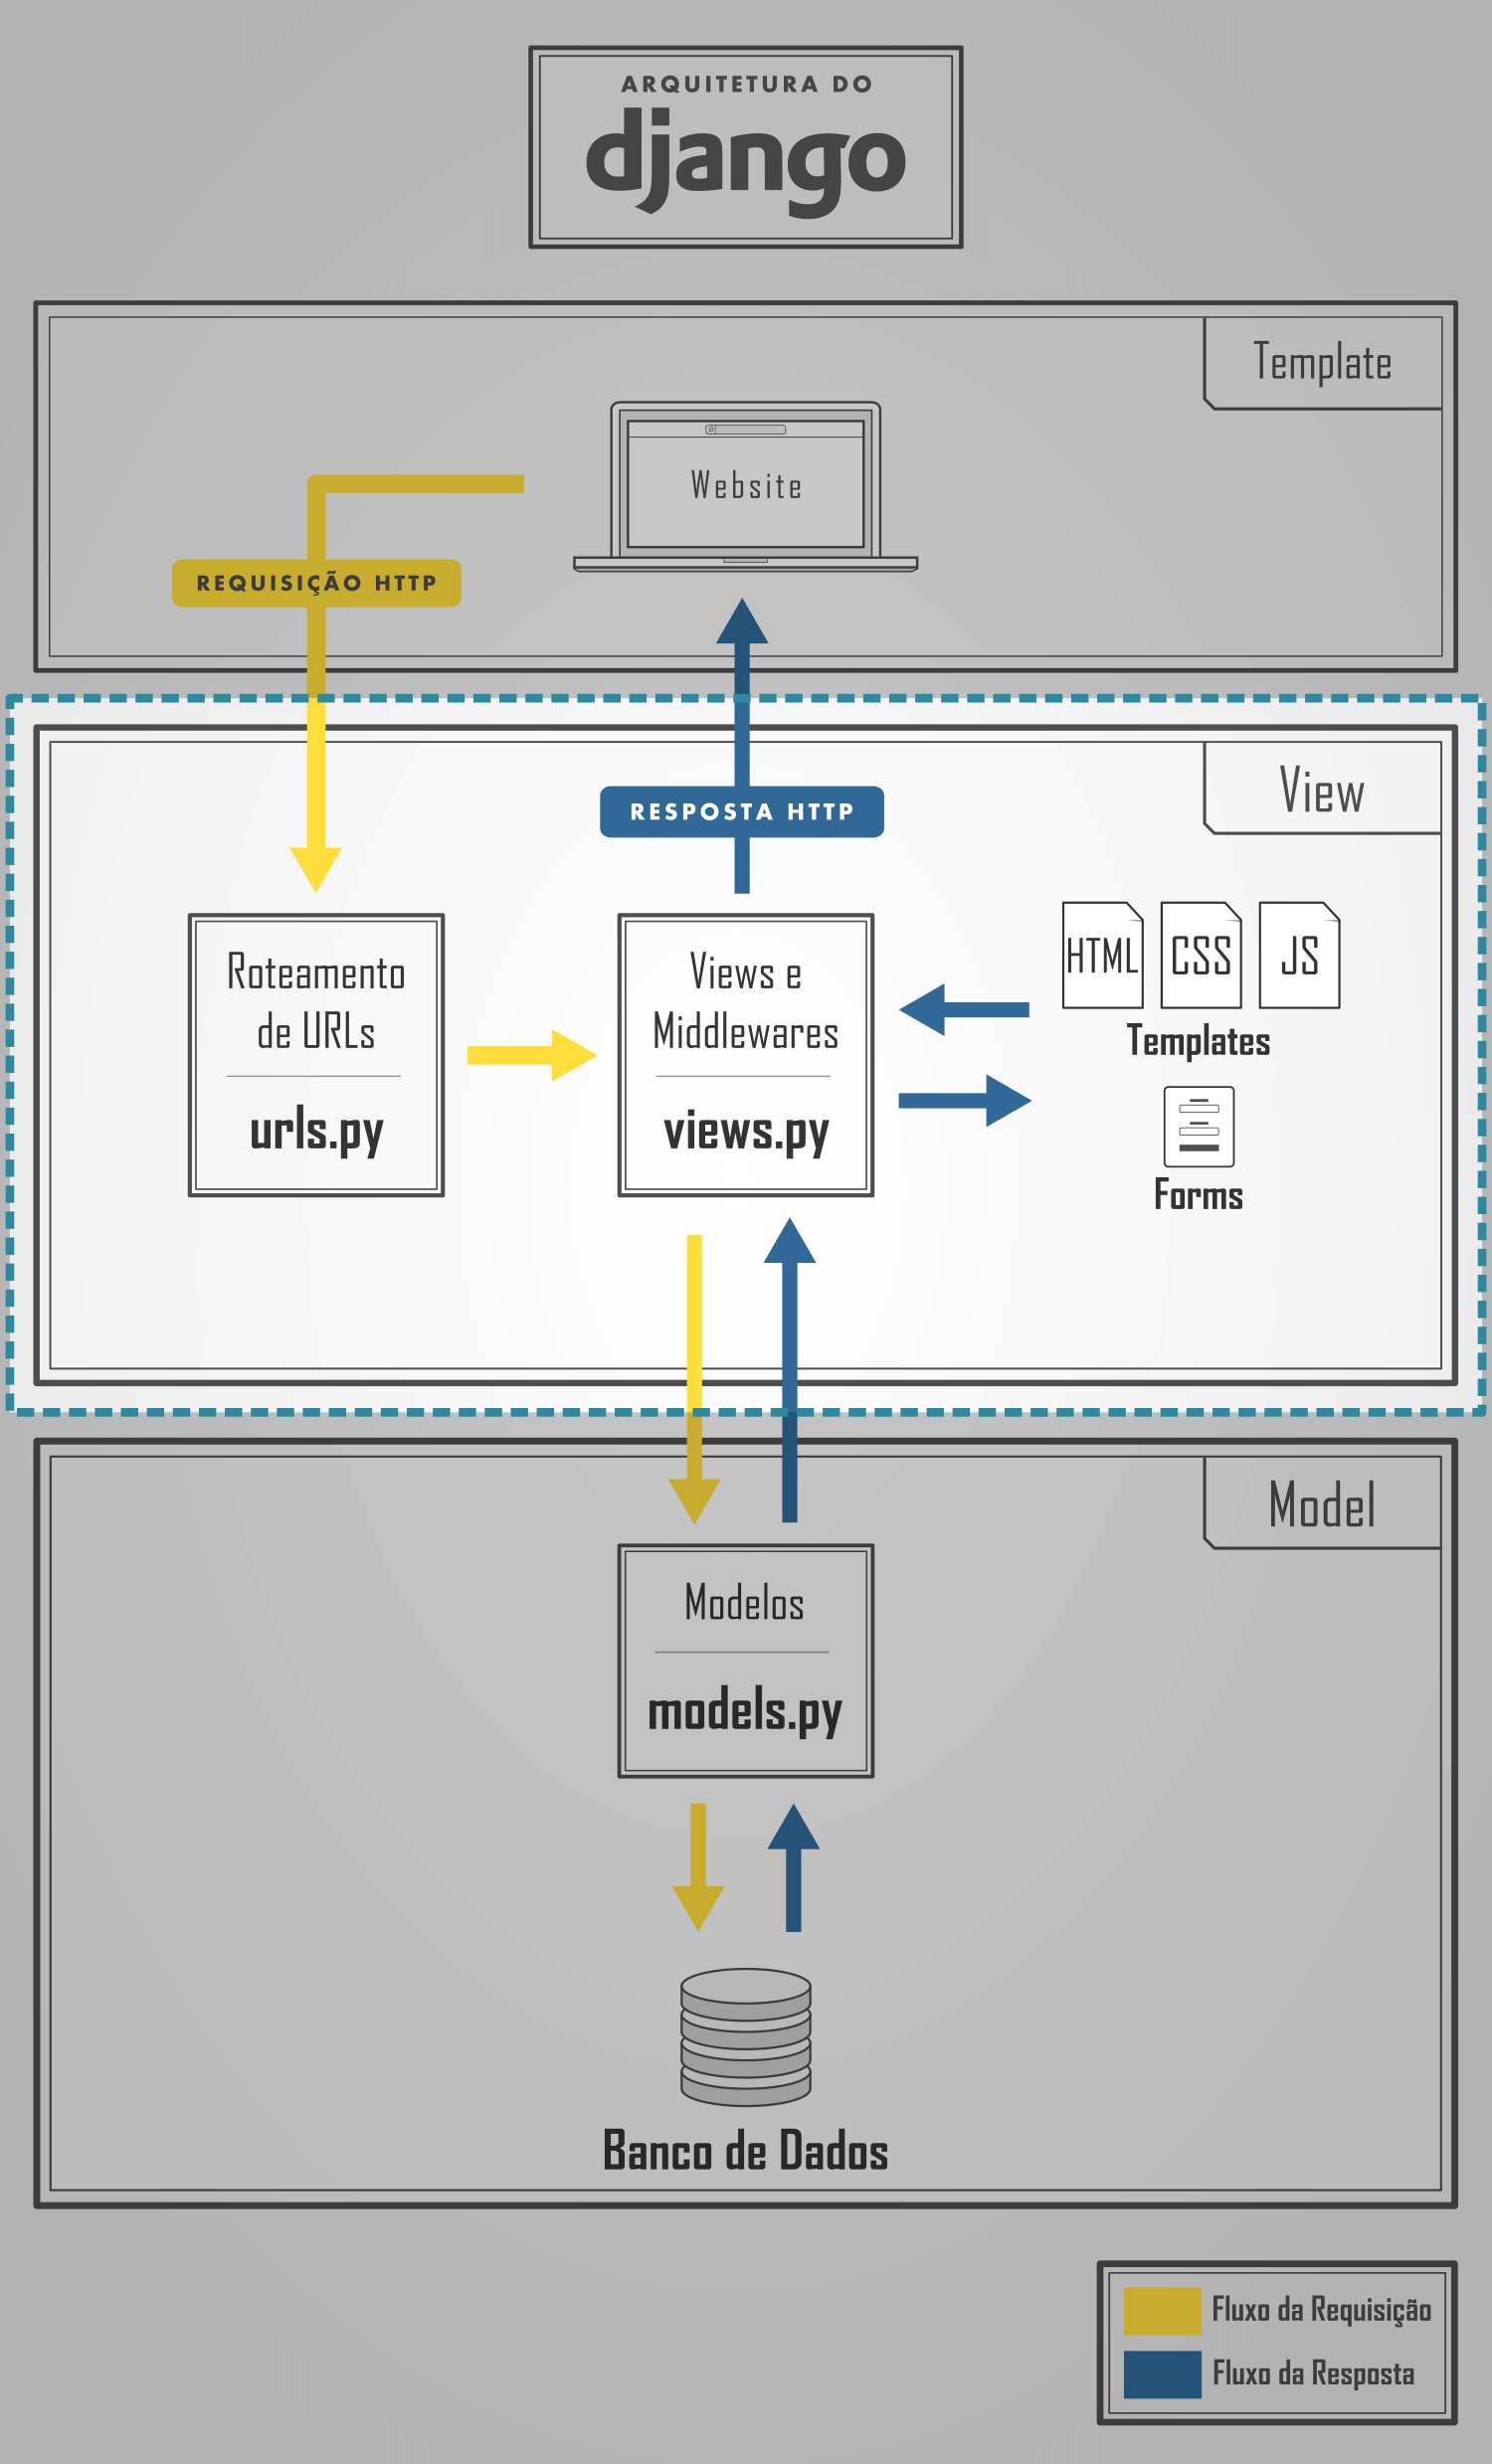 ARQUITETURA DO
django
Template
Website
REQUISIÇÃO HTTP
View
RESPOSTA HTTP
Roteamento
de URLs
urls.py
Views e
Middlewares
views.py
HTML CSS JS
Templates
Forms
Model
Modelos
models.py
Banco de Dados
Fluxo da Requisição
Fluxo da Resposta